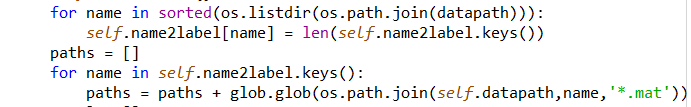 for name in sorted(os.listdir(os.path.join(datapath))):
self.name2label[name] = len(self.name2label.keys())
paths = []
for name in self.name2label.keys():
paths = paths + glob.glob(os.path.join(self.datapath,name,'*.mat'))